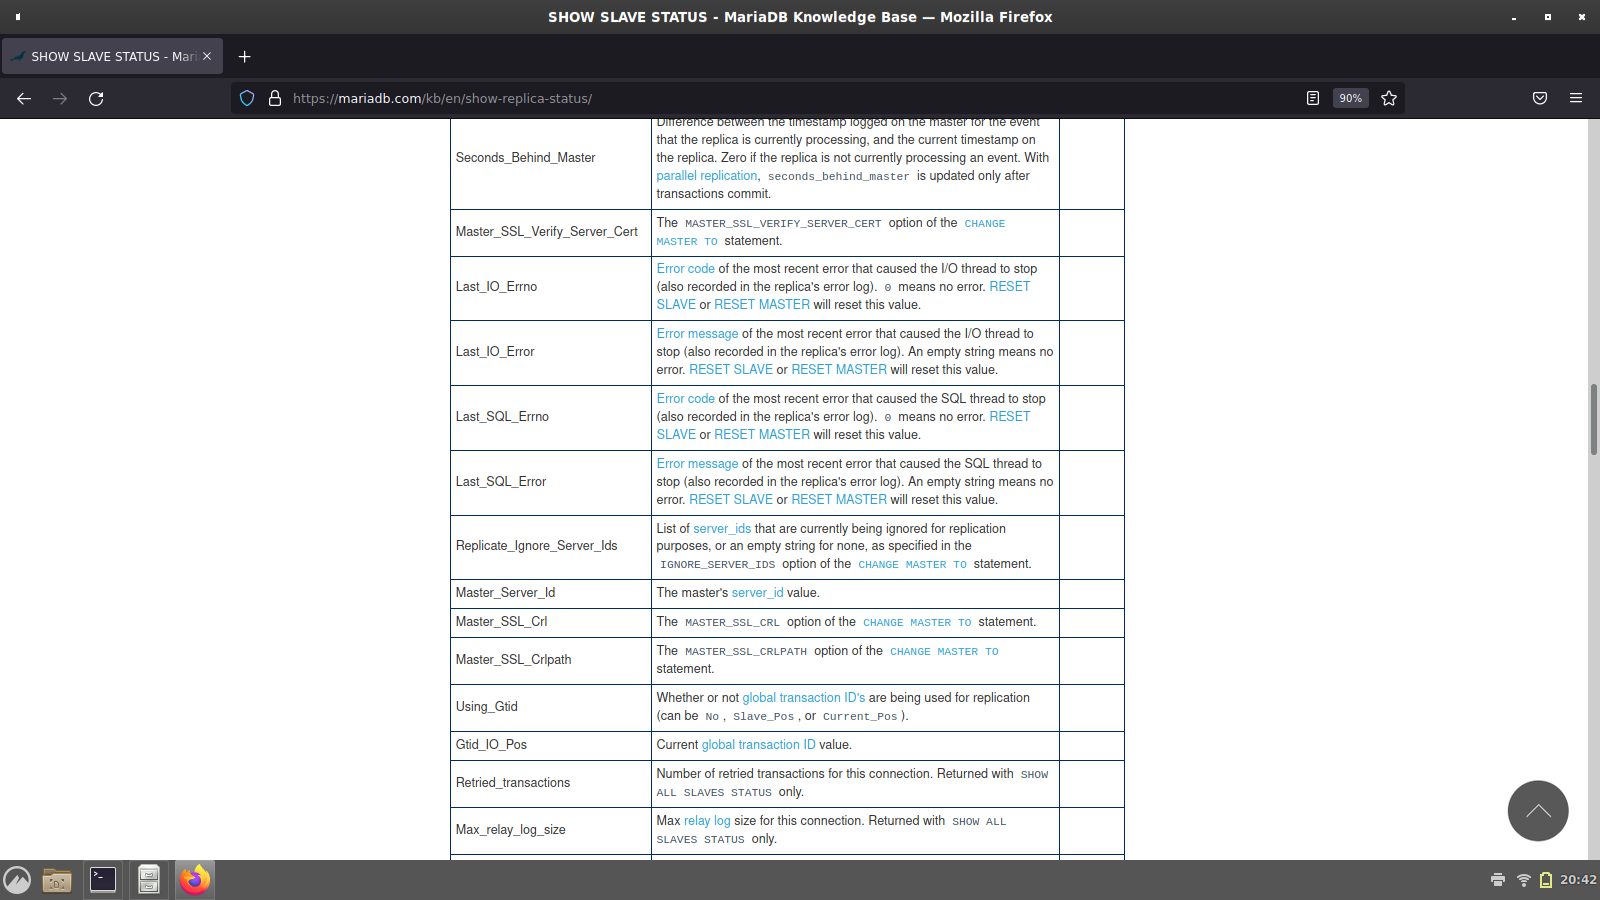 SHOW SLAVE STATUS - MariaDB Knowledge Base — Mozilla Firefox
SHOW SLAVE STATUS - Mari
https://mariadb.com/kb/en/show-replica-status/
90%
Difference between the timestamp logged on the master for the event
that the replica is currently processing, and the current timestamp on
Seconds_Behind_Master
the replica. Zero if the replica is not currently processing an event. With
parallel replication, seconds_behind_master is updated only after
transactions commit.
Master_SSL_Verify_Server_Cert
The MASTER_SSL_VERIFY_SERVER_CERT option of the CHANGE
MASTER TO statement.
Last_IO_Errno
Error code of the most recent error that caused the I/O thread to stop
(also recorded in the replica's error log). 0 means no error. RESET
SLAVE or RESET MASTER will reset this value.
Last_IO_Error
Error message of the most recent error that caused the I/O thread to
stop (also recorded in the replica's error log). An empty string means no
error. RESET SLAVE or RESET MASTER will reset this value.
Last_SQL_Errno
Error code of the most recent error that caused the SQL thread to stop
(also recorded in the replica's error log). 0 means no error. RESET
SLAVE or RESET MASTER will reset this value.
Last_SQL_Error
Error message of the most recent error that caused the SQL thread to
stop (also recorded in the replica's error log). An empty string means no
error. RESET SLAVE or RESET MASTER will reset this value.
Replicate_Ignore_Server_Ids
List of server_ids that are currently being ignored for replication
purposes, or an empty string for none, as specified in the
IGNORE_SERVER_IDS option of the CHANGE MASTER TO statement.
Master_Server_Id
The master's server_id value.
Master_SSL_Crl
The MASTER_SSL_CRL option of the CHANGE MASTER TO statement.
Master_SSL_Crlpath
The MASTER_SSL_CRLPATH option of the CHANGE MASTER TO
statement.
Using_Gtid
Whether or not global transaction ID's are being used for replication
(can be No, Slave_Pos, or Current_Pos).
Gtid_IO_Pos
Current global transaction ID value.
Retried_transactions
Number of retried transactions for this connection. Returned with SHOW
ALL SLAVES STATUS only.
Max_relay_log_size
Max relay log size for this connection. Returned with SHOW ALL
SLAVES STATUS only.
20:42